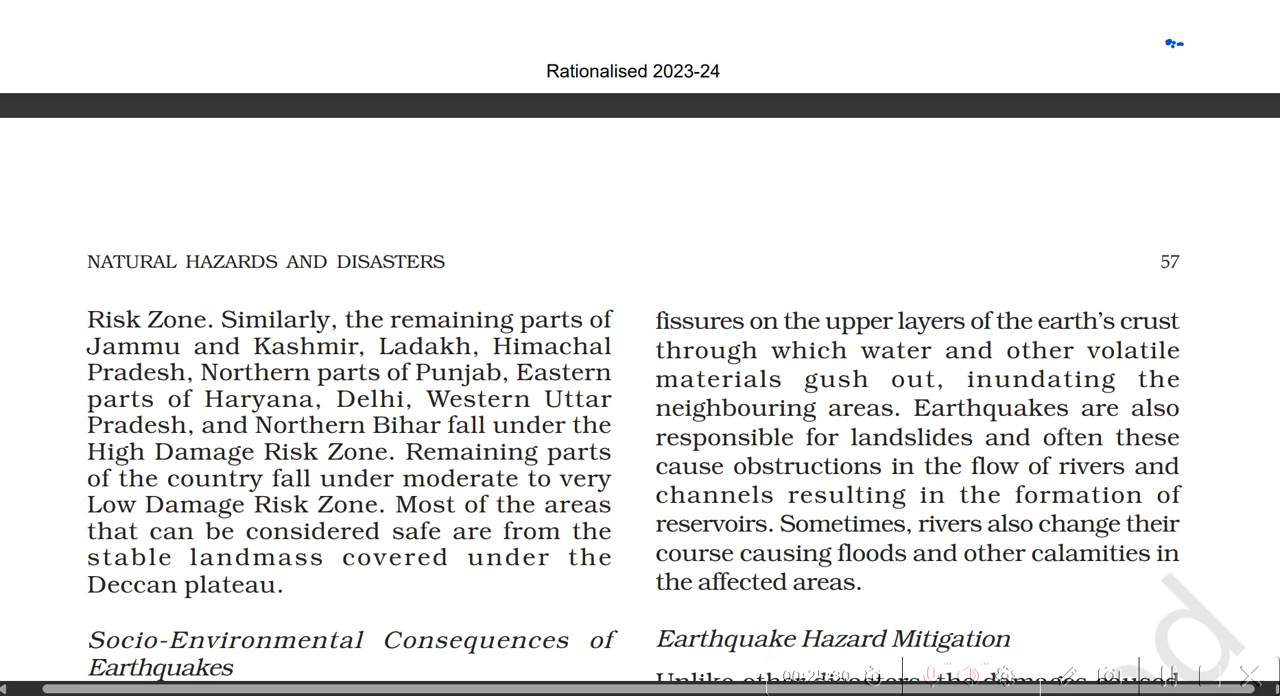 Rationalised 2023-24
NATURAL HAZARDS AND DISASTERS
57
Risk Zone. Similarly, the remaining parts of
Jammu and Kashmir, Ladakh, Himachal
Pradesh, Northern parts of Punjab, Eastern
parts of Haryana, Delhi, Western Uttar
Pradesh, and Northern Bihar fall under the
High Damage Risk Zone. Remaining parts
of the country fall under moderate to very
Low Damage Risk Zone. Most of the areas
that can be considered safe are from the
stable landmass covered under the
Deccan plateau.
Socio-Environmental Consequences of
Earthquakes
fissures on the upper layers of the earth's crust
through which water and other volatile
materials gush out, inundating the
neighbouring areas. Earthquakes are also
responsible for landslides and often these
cause obstructions in the flow of rivers and
channels resulting in the formation of
reservoirs. Sometimes, rivers also change their
course causing floods and other calamities in
the affected areas.
Earthquake Hazard Mitigation
Unlike other disasters, the damages caused